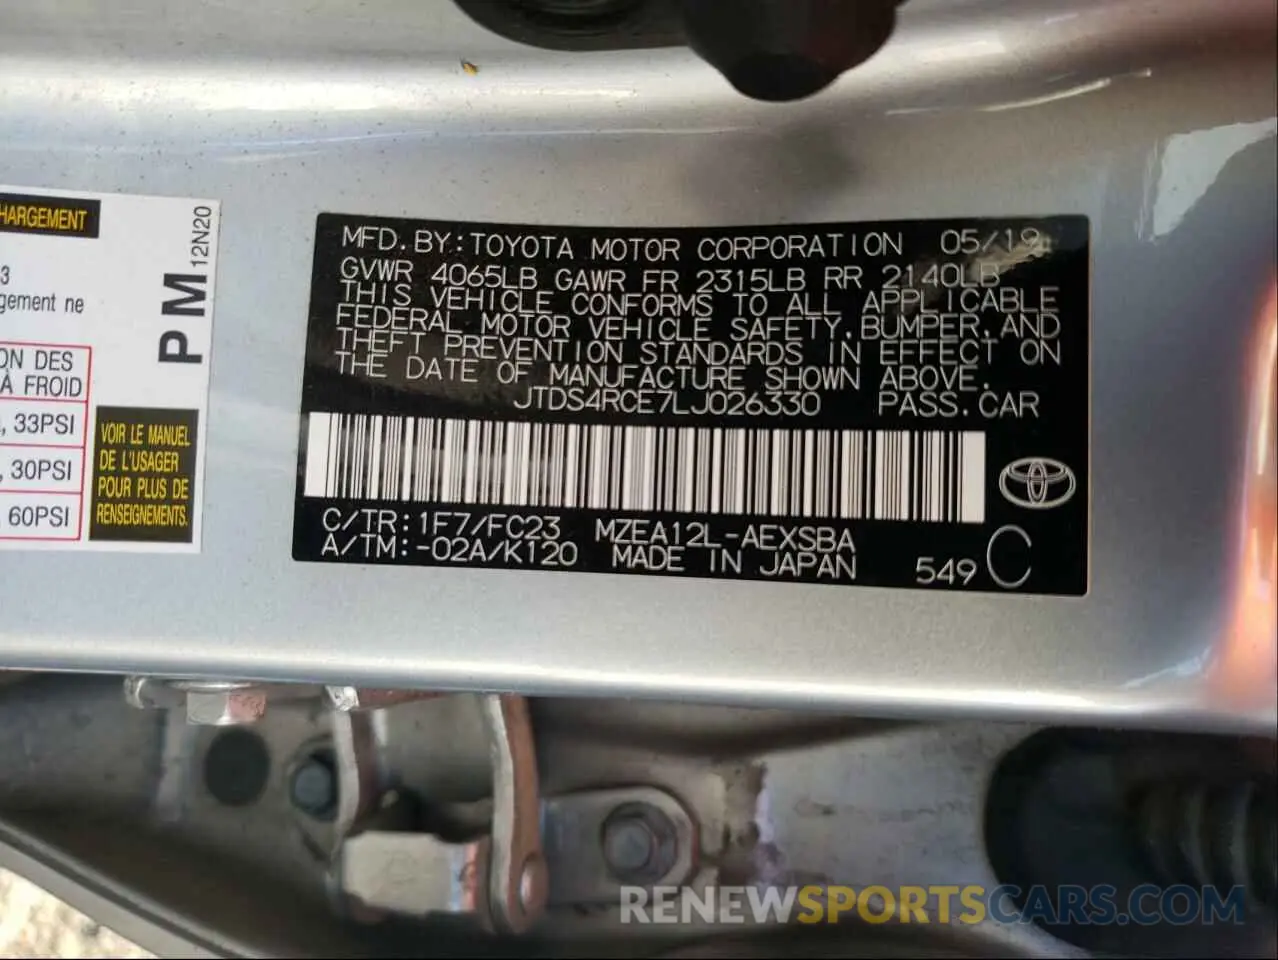 HARGEMENT
3
gement ne
ON DES
À FROID
, 33PSI
, 30PSI
, 60PSI
PM 12N20
VOIR LE MANUEL
DE L'USAGER
POUR PLUS DE
RENSEIGNEMENTS.
MFD. BY: TOYOTA MOTOR CORPORATION 05/19
GVWR 4065LB GAWR FR 2315LB RR 2140LB
THIS VEHICLE CONFORMS TO ALL APPLICABLE
FEDERAL MOTOR VEHICLE SAFETY, BUMPER, AND
THEFT PREVENTION STANDARDS IN EFFECT ON
THE DATE OF MANUFACTURE SHOWN ABOVE.
JTDS4RCE7LJ026330 PASS. CAR
C/TR: 1F7/FC23 MZEA12L-AEXSBA
A/TM: -02A/K120 MADE IN JAPAN 549 C
RENEWSPORTSCARS.COM